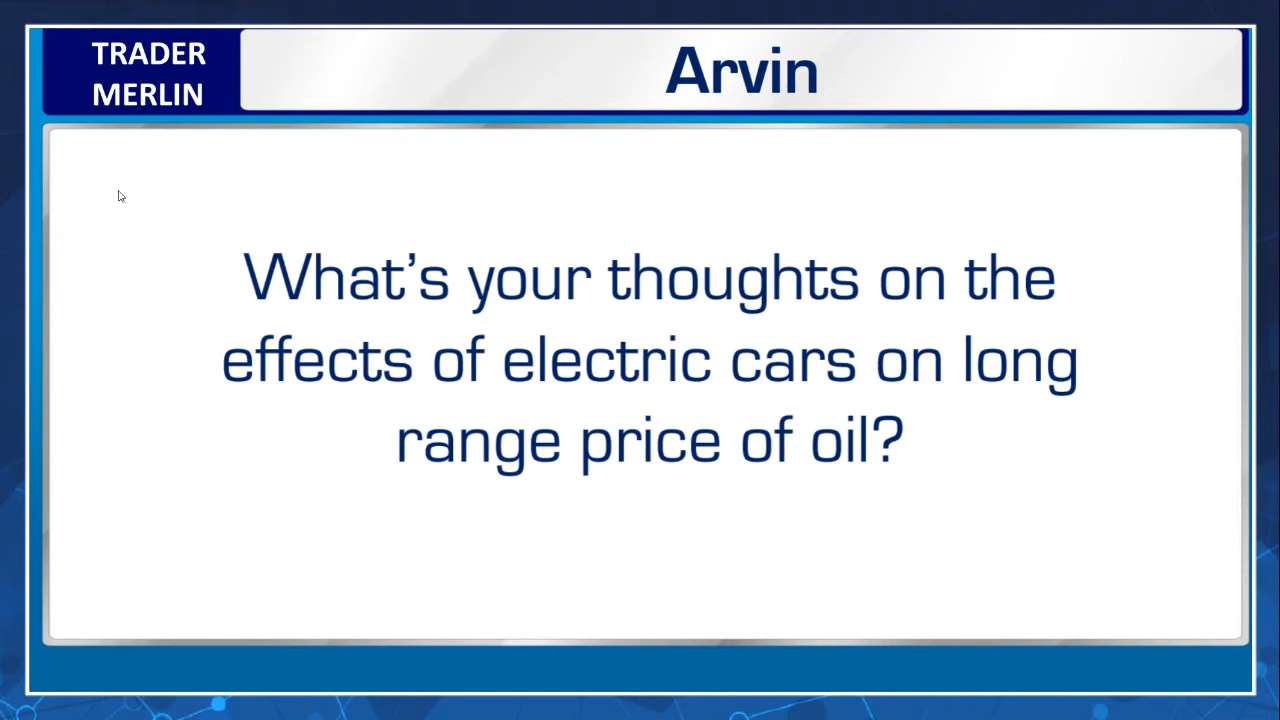 TRADER
MERLIN
Arvin
What's your thoughts on the
effects of electric cars on long
range price of oil?